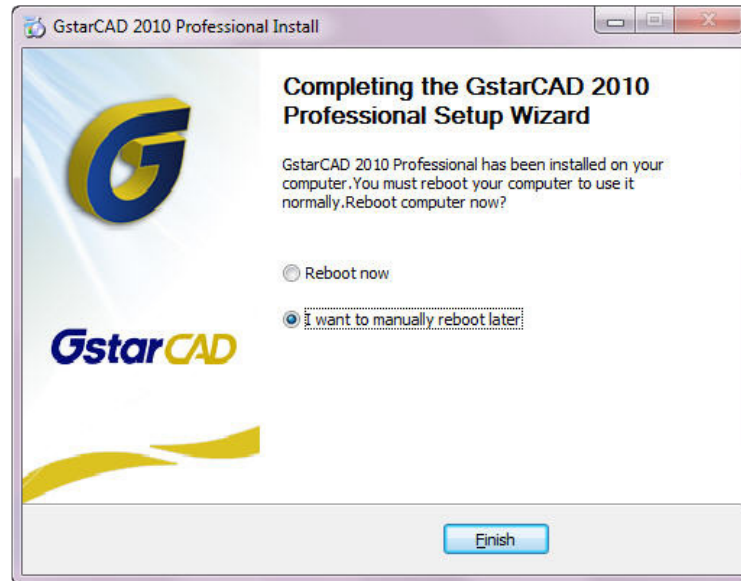 GstarCAD 2010 Professional Install
Completing the GstarCAD 2010
Professional Setup Wizard
GstarCAD 2010 Professional has been installed on your
computer.You must reboot your computer to use it
normally.Reboot computer now?
Reboot now
I want to manually reboot later
GstarCAD
Finish